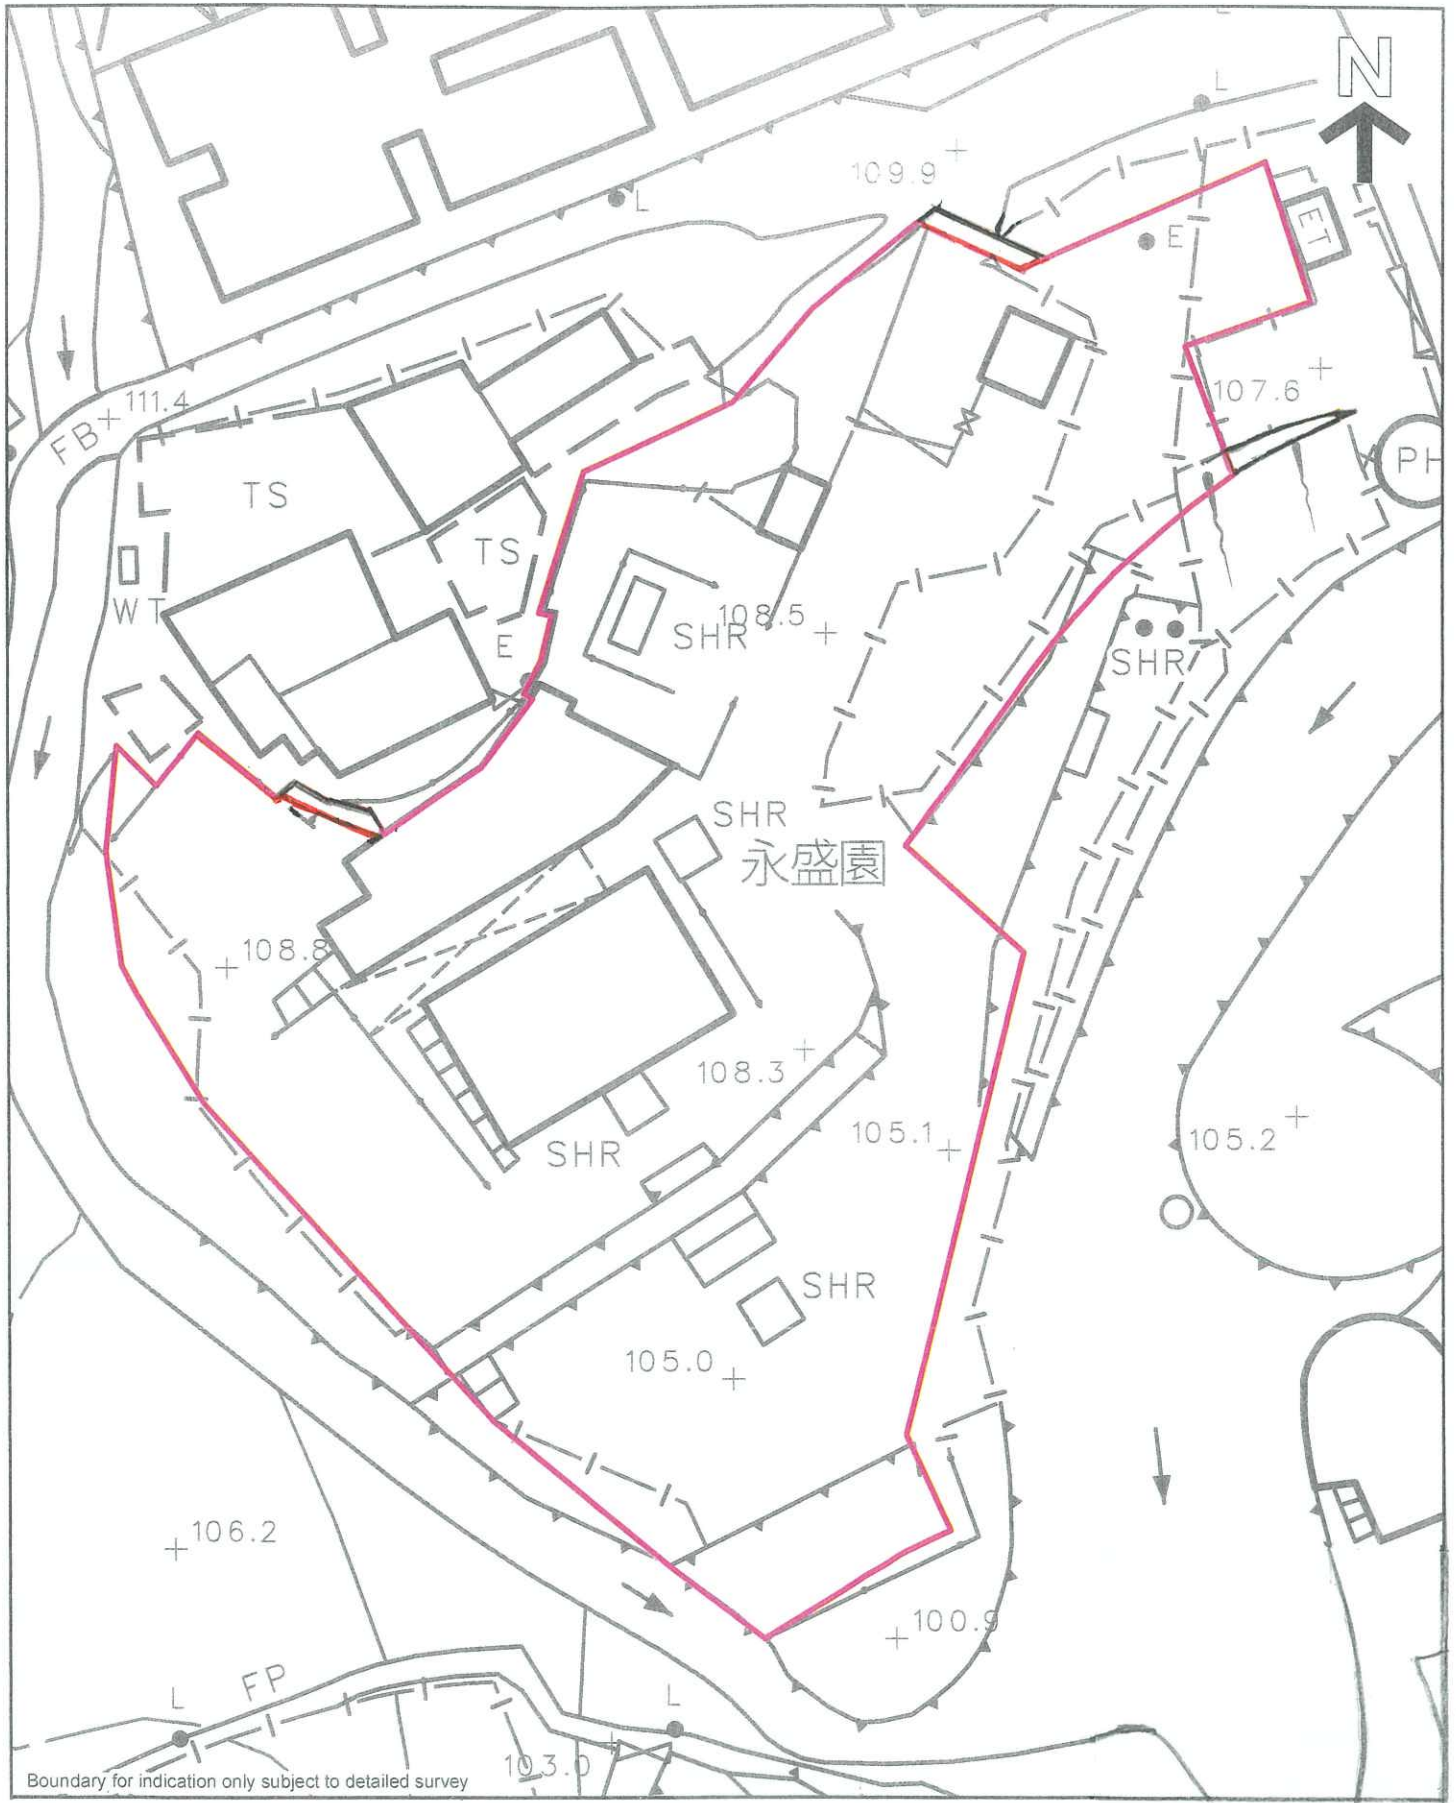 L
N
L
109.9
L
E
ET
111.4
FB
107.6
PH
TS
TS
WT
E
SHR
108.5
SHR
SHR
永盛園
108.8
108.3
105.1
105.2
SHR
SHR
105.0
106.2
100.9
FP
L
L
103.0
Boundary for indication only subject to detailed survey